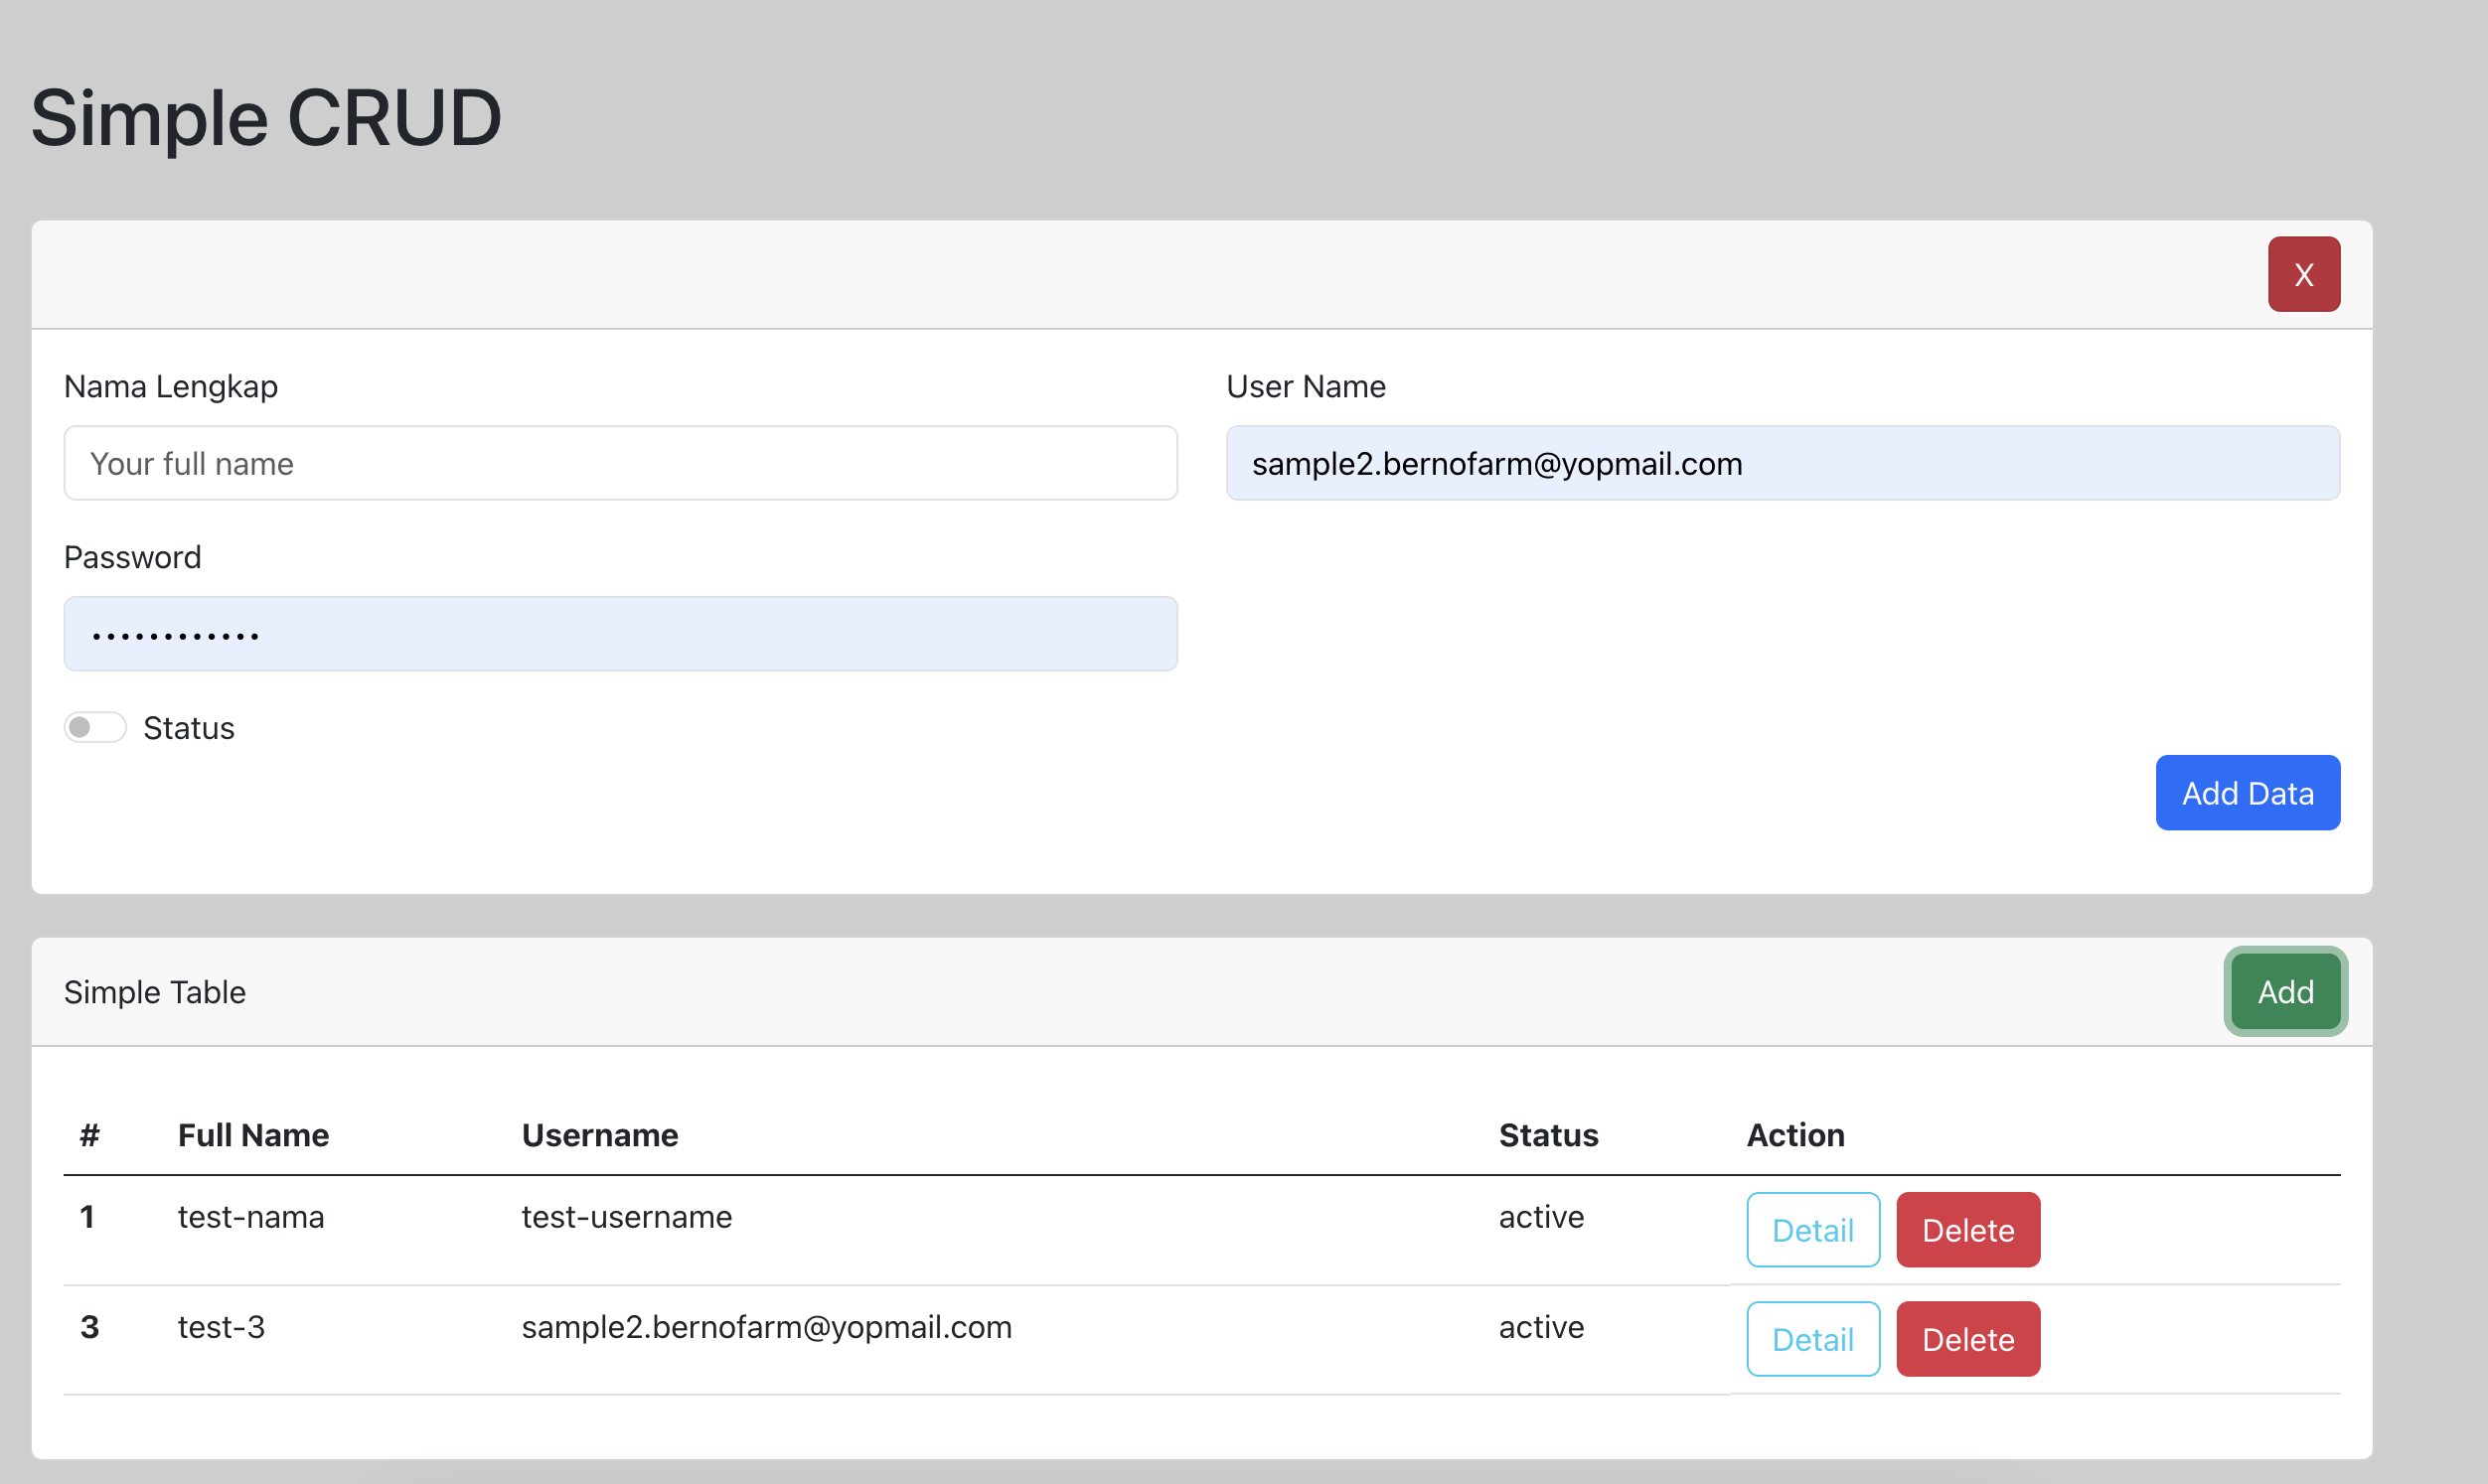 Simple CRUD
X
Nama Lengkap
User Name
Your full name
sample2.bernofarm@yopmail.com
Password
••••••••••••
Status
Add Data
Simple Table
Add
# Full Name Username Status Action
1 test-nama test-username active Detail Delete
3 test-3 sample2.bernofarm@yopmail.com active Detail Delete